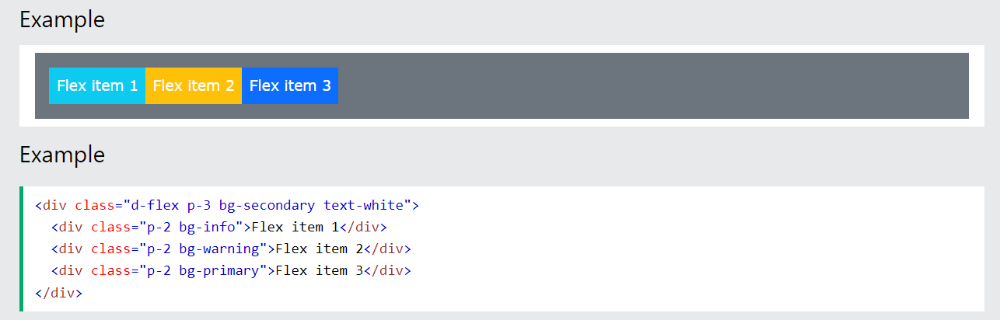 Example
Flex item 1 Flex item 2 Flex item 3
Example
<div class="d-flex p-3 bg-secondary text-white">
  <div class="p-2 bg-info">Flex item 1</div>
  <div class="p-2 bg-warning">Flex item 2</div>
  <div class="p-2 bg-primary">Flex item 3</div>
</div>